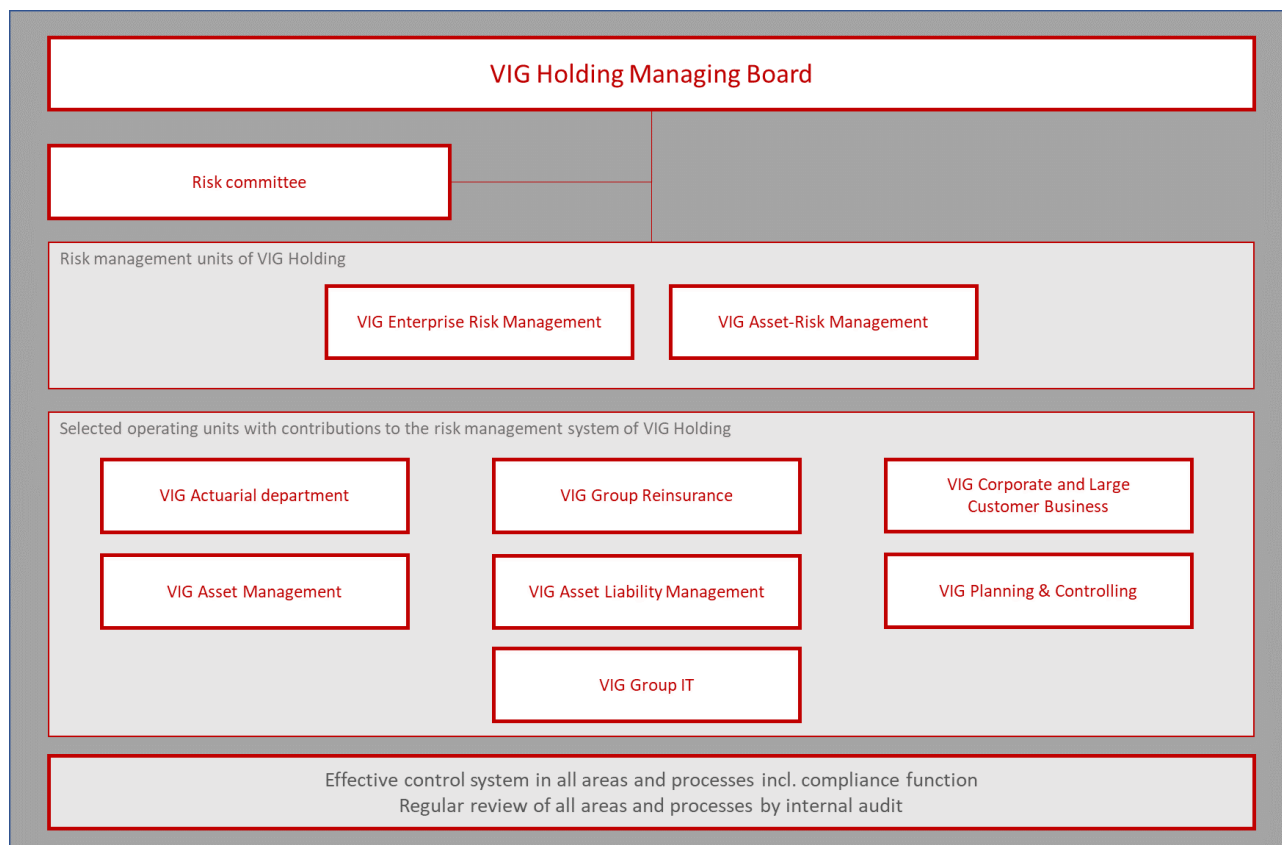 VIG Holding Managing Board
Risk committee
Risk management units of VIG Holding
VIG Enterprise Risk Management
VIG Asset-Risk Management
Selected operating units with contributions to the risk management system of VIG Holding
VIG Actuarial department
VIG Group Reinsurance
VIG Corporate and Large
Customer Business
VIG Asset Management
VIG Asset Liability Management
VIG Planning & Controlling
VIG Group IT
Effective control system in all areas and processes incl. compliance function
Regular review of all areas and processes by internal audit